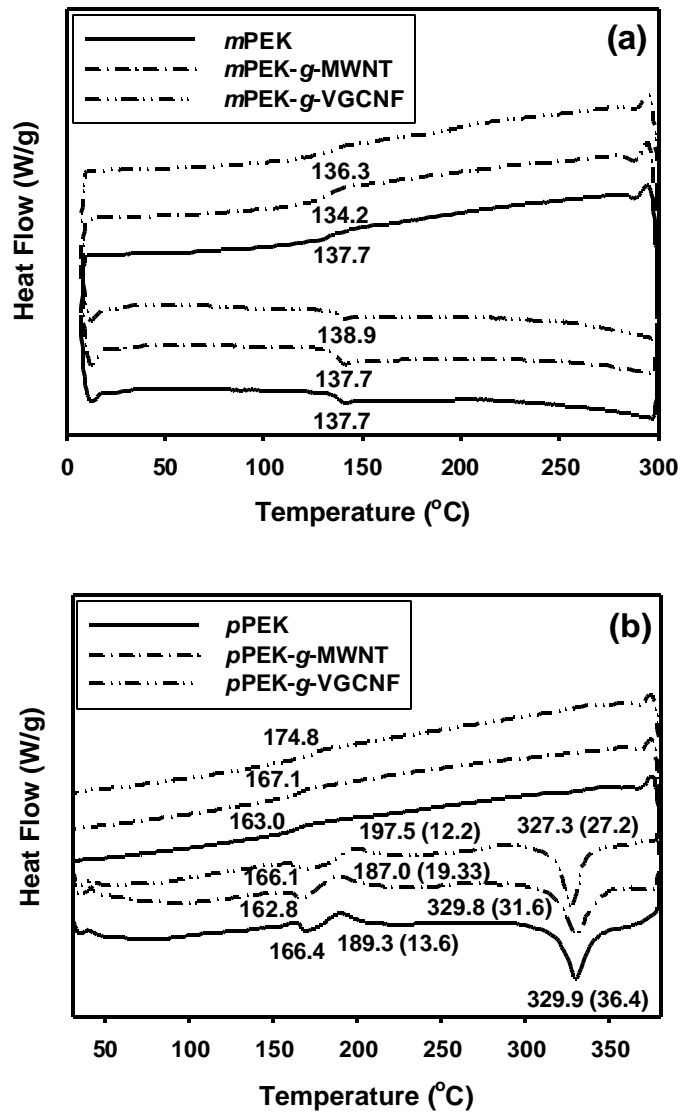 (a)
mPEK
mPEK-g-MWNT
mPEK-g-VGCNF
Heat Flow (W/g)
136.3
134.2
137.7
138.9
137.7
137.7
0 50 100 150 200 250 300
Temperature (°C)
(b)
pPEK
pPEK-g-MWNT
pPEK-g-VGCNF
Heat Flow (W/g)
174.8
167.1
163.0
197.5 (12.2) 327.3 (27.2)
166.1 187.0 (19.33)
162.8 329.8 (31.6)
166.4 189.3 (13.6)
329.9 (36.4)
50 100 150 200 250 300 350
Temperature (°C)